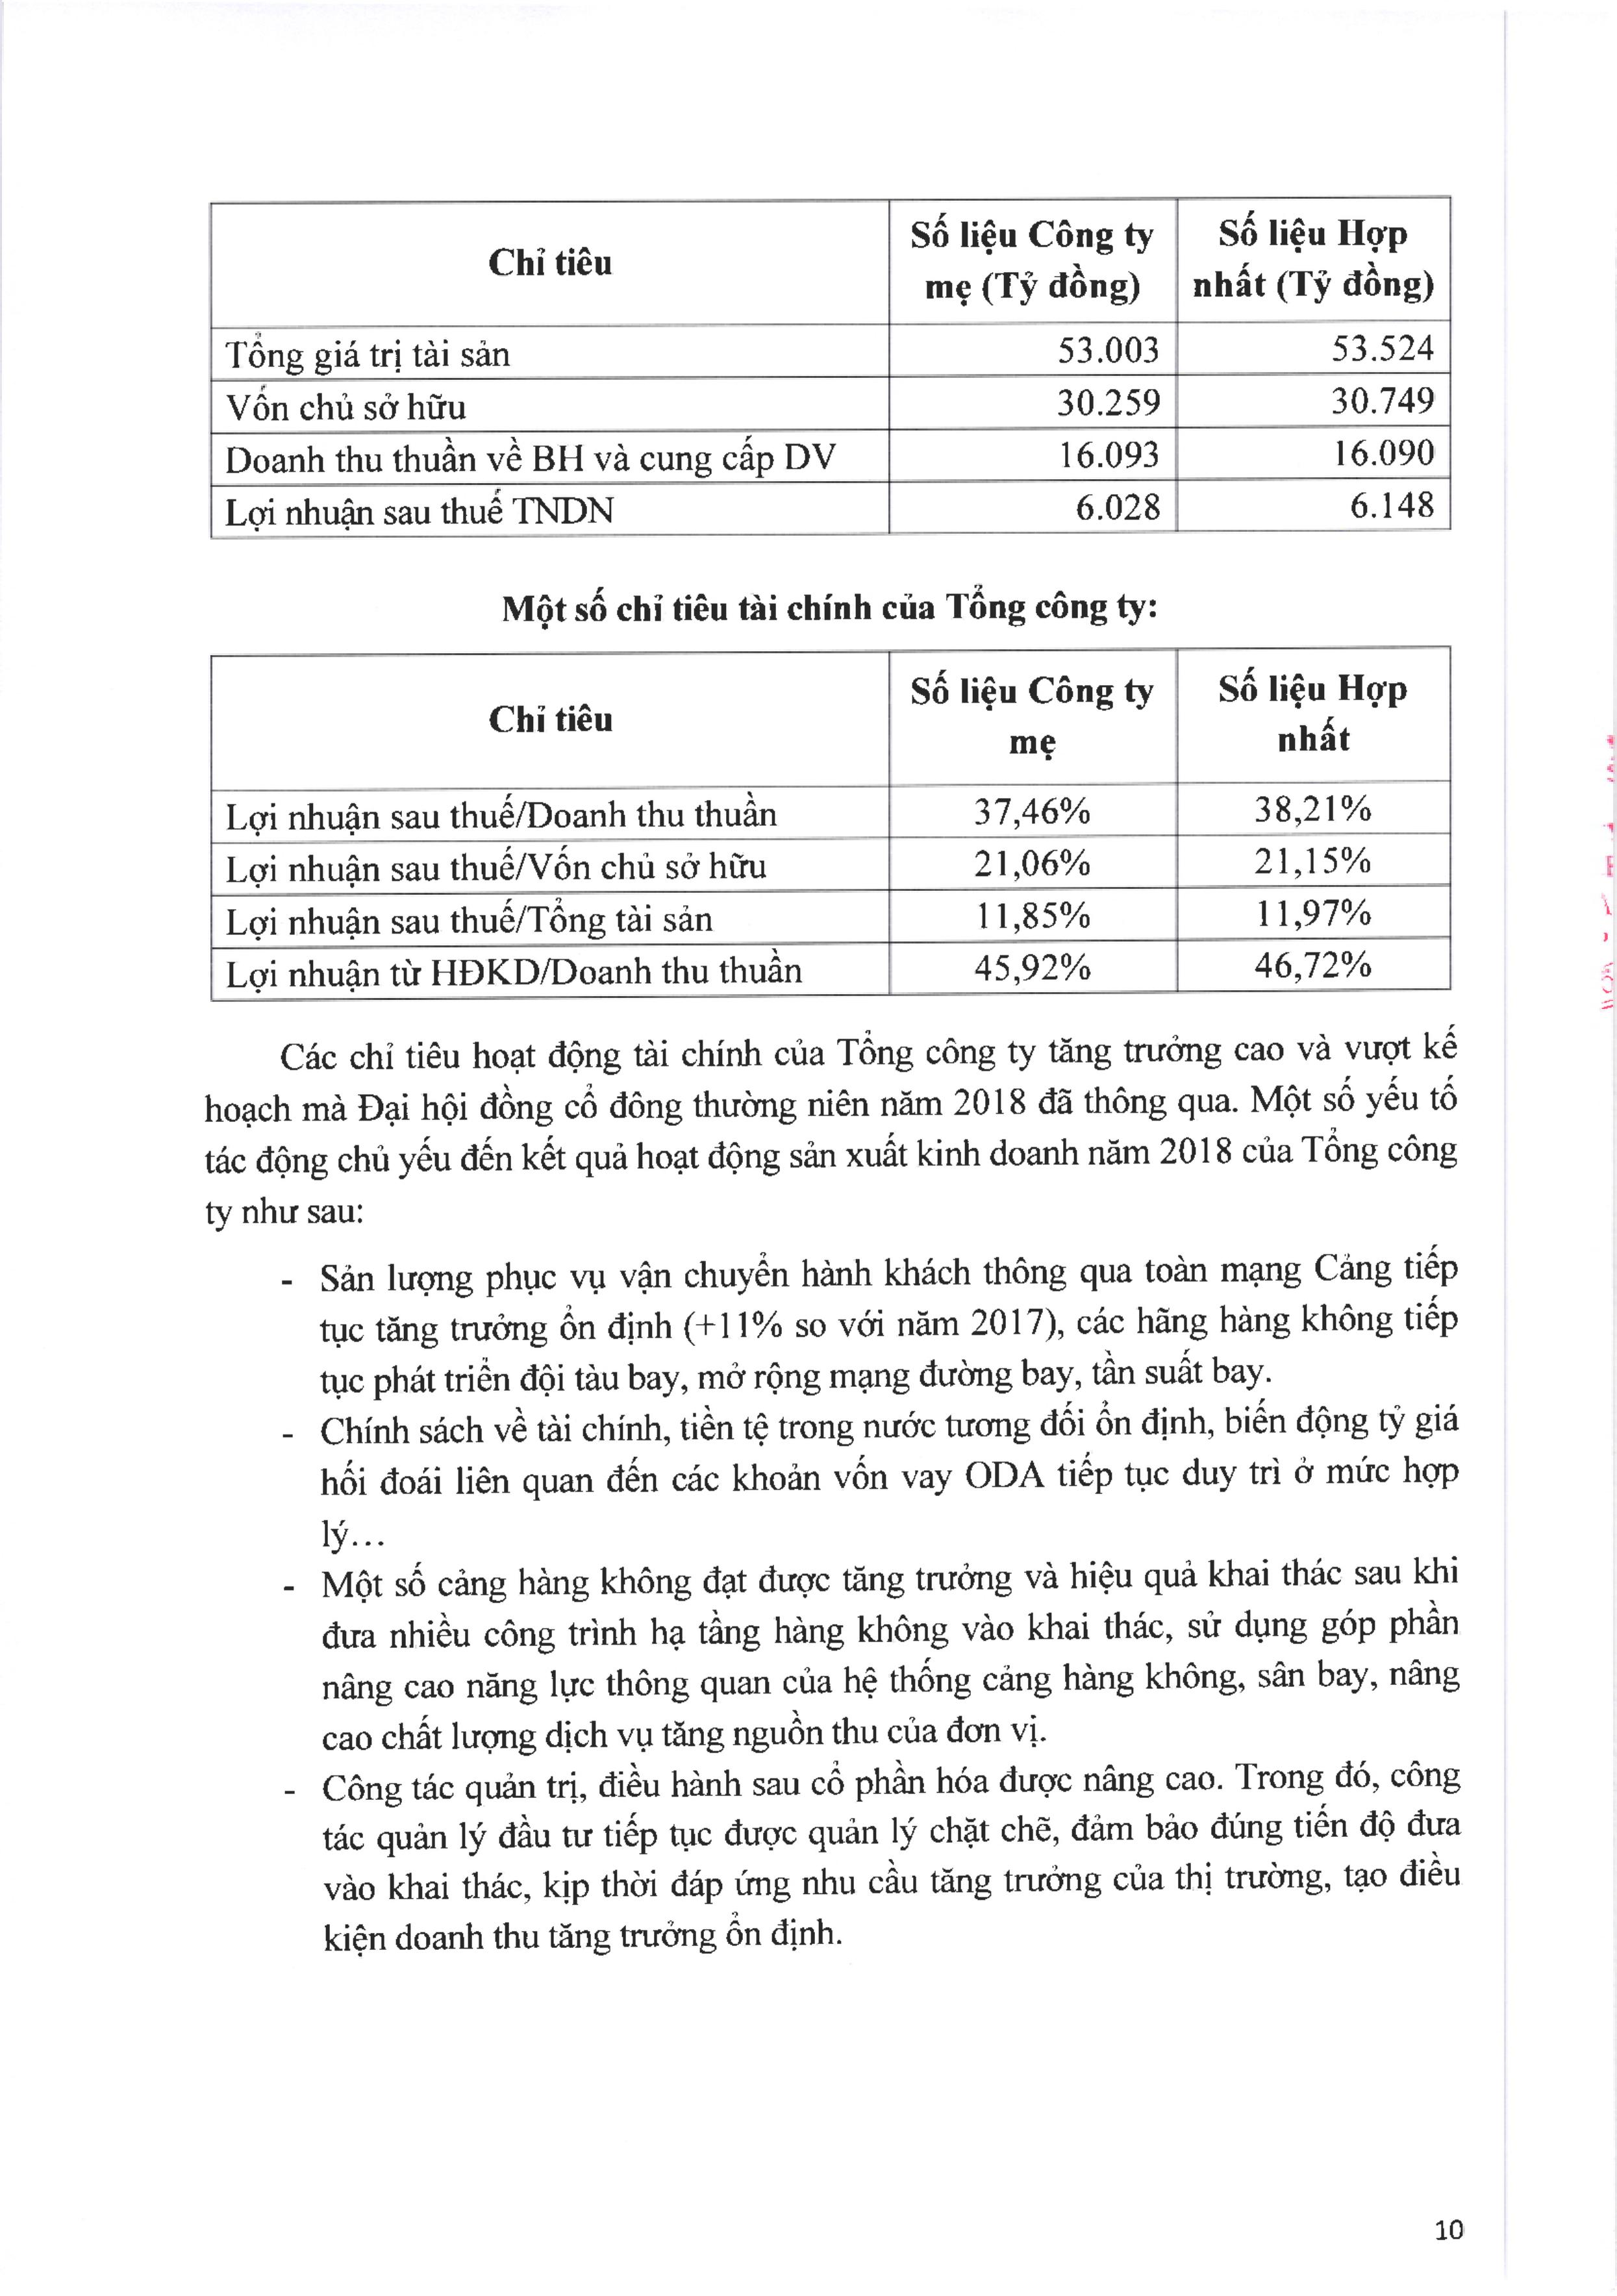 Chỉ tiêu
Số liệu Công ty
mẹ (Tỷ đồng)
Số liệu Hợp
nhất (Tỷ đồng)
Tổng giá trị tài sản 53.003 53.524
Vốn chủ sở hữu 30.259 30.749
Doanh thu thuần về BH và cung cấp DV 16.093 16.090
Lợi nhuận sau thuế TNDN 6.028 6.148
Một số chỉ tiêu tài chính của Tổng công ty:
Chỉ tiêu
Số liệu Công ty
mẹ
Số liệu Hợp
nhất
Lợi nhuận sau thuế/Doanh thu thuần 37,46% 38,21%
Lợi nhuận sau thuế/Vốn chủ sở hữu 21,06% 21,15%
Lợi nhuận sau thuế/Tổng tài sản 11,85% 11,97%
Lợi nhuận từ HĐKD/Doanh thu thuần 45,92% 46,72%
Các chỉ tiêu hoạt động tài chính của Tổng công ty tăng trưởng cao và vượt kế
hoạch mà Đại hội đồng cổ đông thường niên năm 2018 đã thông qua. Một số yếu tố
tác động chủ yếu đến kết quả hoạt động sản xuất kinh doanh năm 2018 của Tổng công
ty như sau:
- Sản lượng phục vụ vận chuyển hành khách thông qua toàn mạng Cảng tiếp
tục tăng trưởng ổn định (+11% so với năm 2017), các hãng hàng không tiếp
tục phát triển đội tàu bay, mở rộng mạng đường bay, tần suất bay.
- Chính sách về tài chính, tiền tệ trong nước tương đối ổn định, biến động tỷ giá
hối đoái liên quan đến các khoản vốn vay ODA tiếp tục duy trì ở mức hợp
lý...
- Một số cảng hàng không đạt được tăng trưởng và hiệu quả khai thác sau khi
đưa nhiều công trình hạ tầng hàng không vào khai thác, sử dụng góp phần
nâng cao năng lực thông quan của hệ thống cảng hàng không, sân bay, nâng
cao chất lượng dịch vụ tăng nguồn thu của đơn vị.
- Công tác quản trị, điều hành sau cổ phần hóa được nâng cao. Trong đó, công
tác quản lý đầu tư tiếp tục được quản lý chặt chẽ, đảm bảo đúng tiến độ đưa
vào khai thác, kịp thời đáp ứng nhu cầu tăng trưởng của thị trường, tạo điều
kiện doanh thu tăng trưởng ổn định.
10